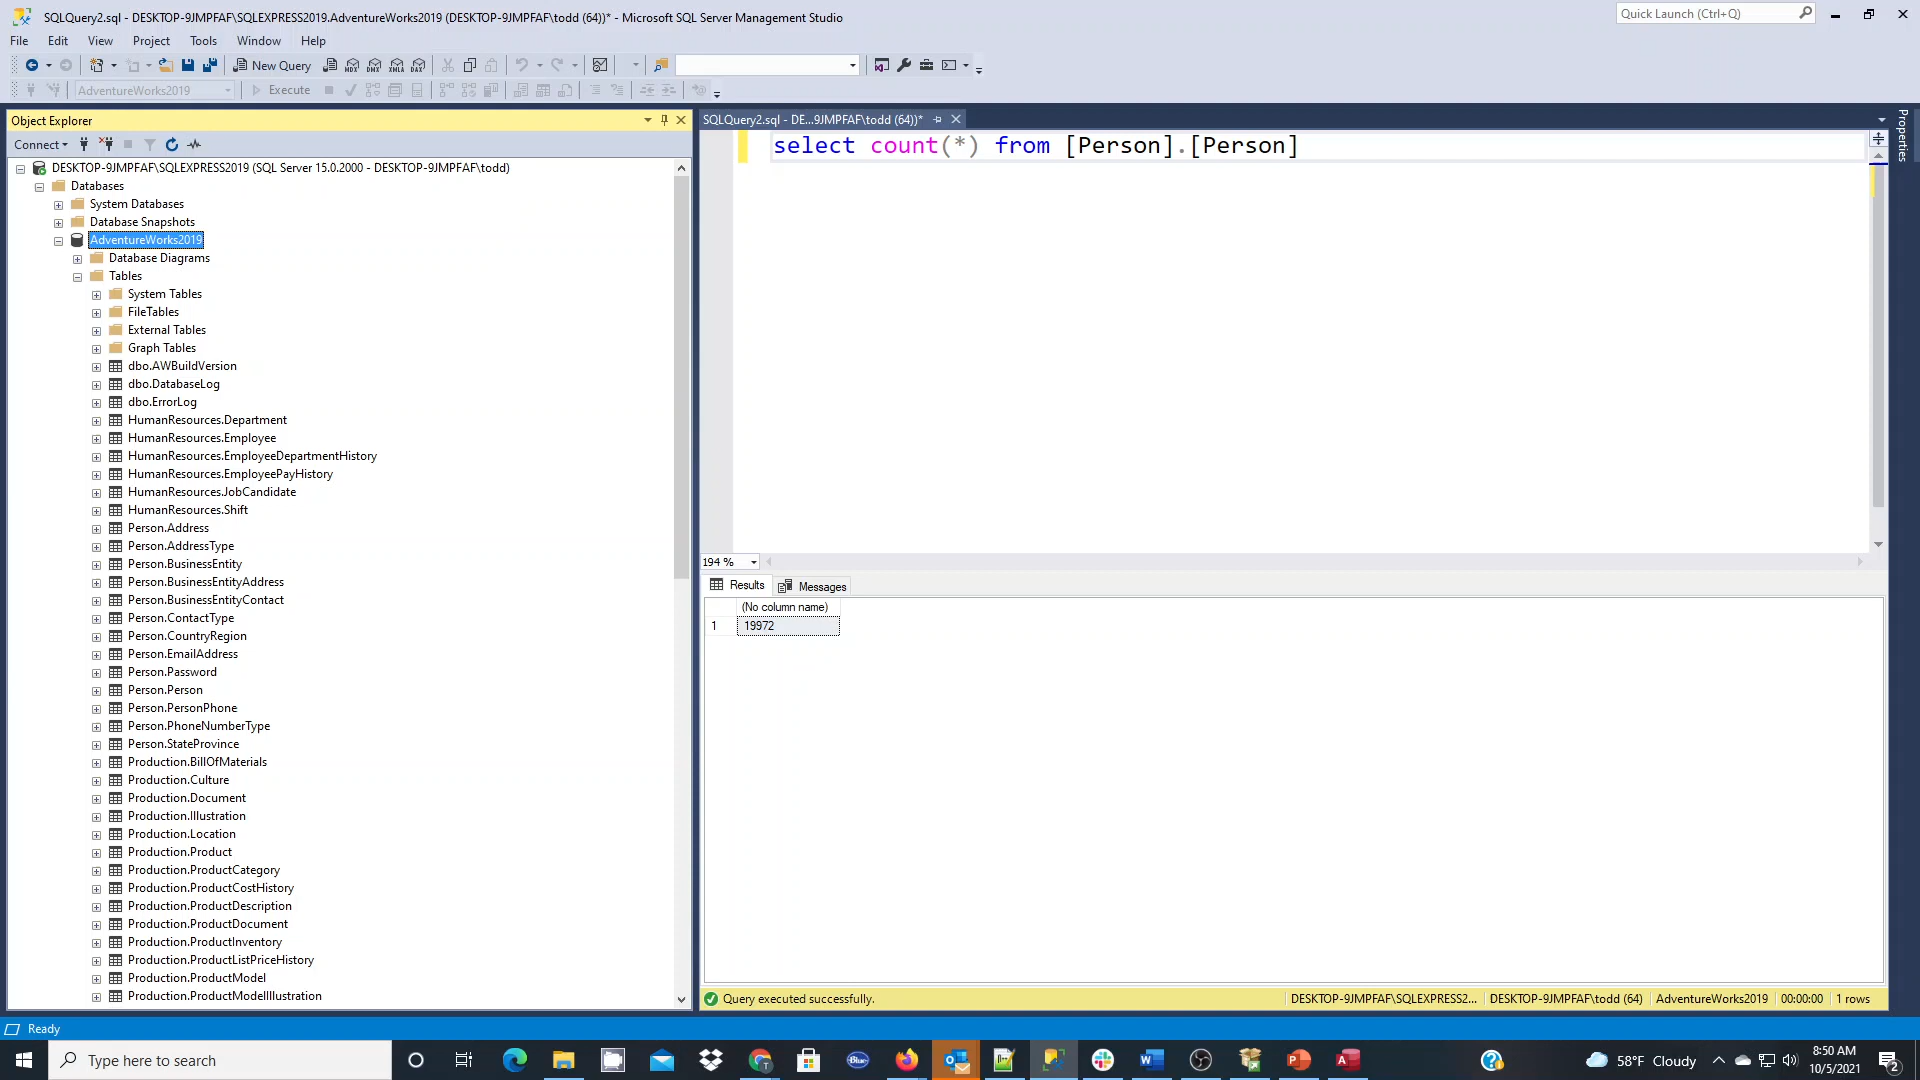 SQLQuery2.sql - DESKTOP-9JMPFAF\SQLEXPRESS2019.AdventureWorks2019 (DESKTOP-9JMPFAF\todd (64))* - Microsoft SQL Server Management Studio
Quick Launch (Ctrl+Q)
File Edit View Project Tools Window Help
New Query
MDX DMX XMLA DAX
AdventureWorks2019
Execute
Object Explorer
Connect
DESKTOP-9JMPFAF\SQLEXPRESS2019 (SQL Server 15.0.2000 - DESKTOP-9JMPFAF\todd)
Databases
System Databases
Database Snapshots
AdventureWorks2019
Database Diagrams
Tables
System Tables
FileTables
External Tables
Graph Tables
dbo.AWBuildVersion
dbo.DatabaseLog
dbo.ErrorLog
HumanResources.Department
HumanResources.Employee
HumanResources.EmployeeDepartmentHistory
HumanResources.EmployeePayHistory
HumanResources.JobCandidate
HumanResources.Shift
Person.Address
Person.AddressType
Person.BusinessEntity
Person.BusinessEntityAddress
Person.BusinessEntityContact
Person.ContactType
Person.CountryRegion
Person.EmailAddress
Person.Password
Person.Person
Person.PersonPhone
Person.PhoneNumberType
Person.StateProvince
Production.BillOfMaterials
Production.Culture
Production.Document
Production.Illustration
Production.Location
Production.Product
Production.ProductCategory
Production.ProductCostHistory
Production.ProductDescription
Production.ProductDocument
Production.ProductInventory
Production.ProductListPriceHistory
Production.ProductModel
Production.ProductModelIllustration
SQLQuery2.sql - DE...9JMPFAF\todd (64))*
select count(*) from [Person].[Person]
Properties
194 %
Results Messages
(No column name)
1 19972
Query executed successfully.
DESKTOP-9JMPFAF\SQLEXPRESS2... DESKTOP-9JMPFAF\todd (64) AdventureWorks2019 00:00:00 1 rows
Ready
Type here to search
Blue
58°F Cloudy
8:50 AM
10/5/2021
2